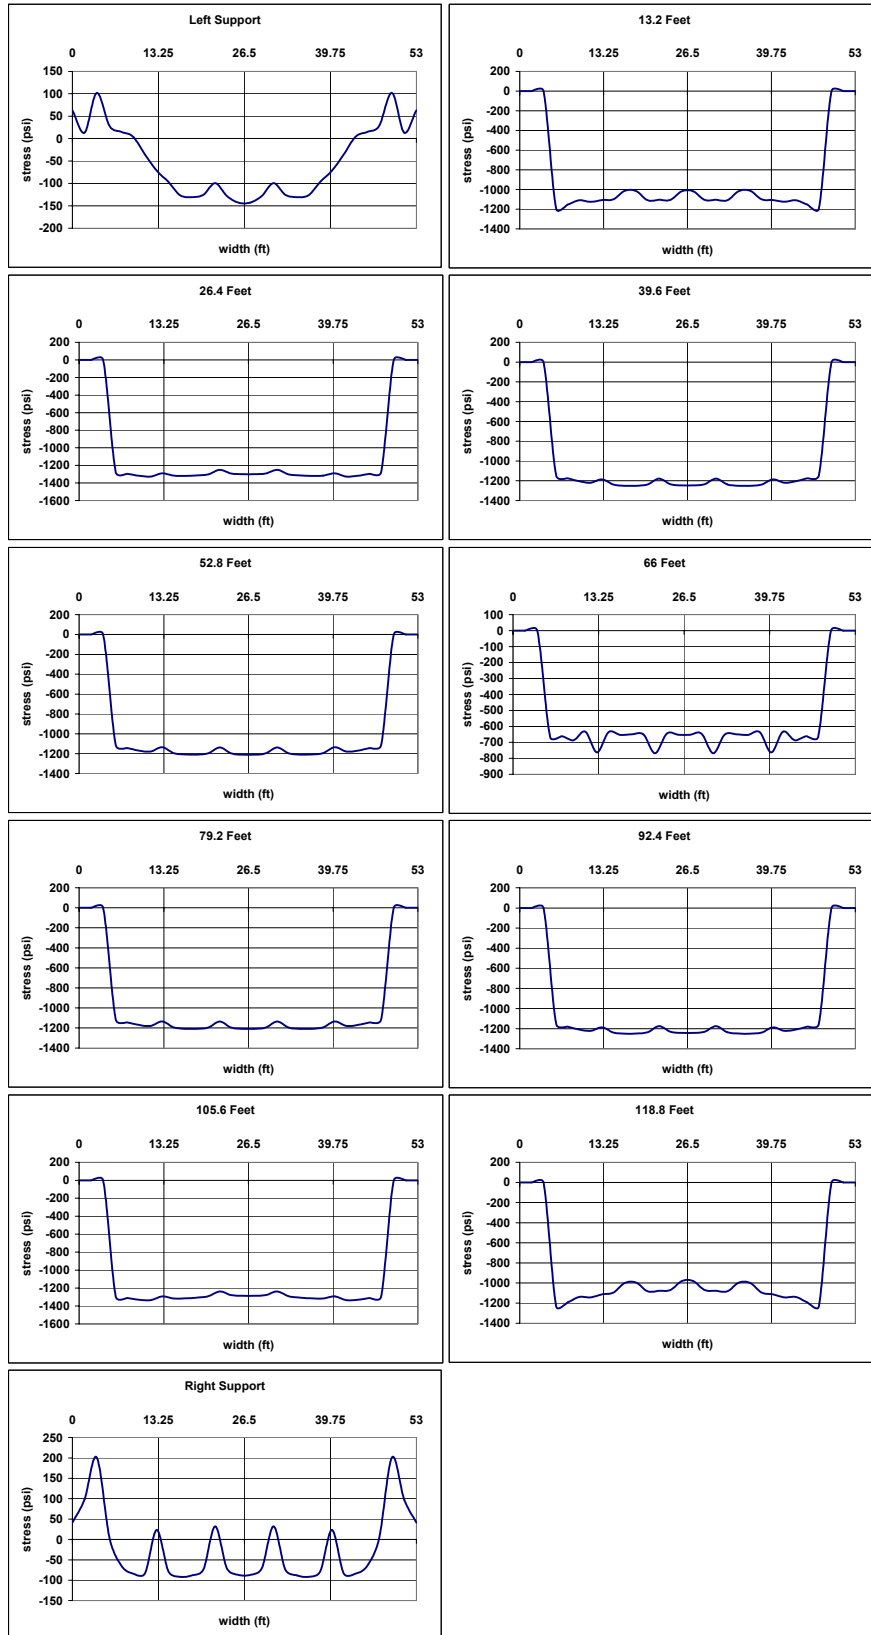 Left Support
0 13.25 26.5 39.75 53
150
100
50
0
-50
-100
-150
-200
stress (psi)
width (ft)
13.2 Feet
0 13.25 26.5 39.75 53
200
0
-200
-400
-600
-800
-1000
-1200
-1400
stress (psi)
width (ft)
26.4 Feet
0 13.25 26.5 39.75 53
200
0
-200
-400
-600
-800
-1000
-1200
-1400
-1600
stress (psi)
width (ft)
39.6 Feet
0 13.25 26.5 39.75 53
200
0
-200
-400
-600
-800
-1000
-1200
-1400
stress (psi)
width (ft)
52.8 Feet
0 13.25 26.5 39.75 53
200
0
-200
-400
-600
-800
-1000
-1200
-1400
stress (psi)
width (ft)
66 Feet
0 13.25 26.5 39.75 53
100
0
-100
-200
-300
-400
-500
-600
-700
-800
-900
stress (psi)
width (ft)
79.2 Feet
0 13.25 26.5 39.75 53
200
0
-200
-400
-600
-800
-1000
-1200
-1400
stress (psi)
width (ft)
92.4 Feet
0 13.25 26.5 39.75 53
200
0
-200
-400
-600
-800
-1000
-1200
-1400
stress (psi)
width (ft)
105.6 Feet
0 13.25 26.5 39.75 53
200
0
-200
-400
-600
-800
-1000
-1200
-1400
-1600
stress (psi)
width (ft)
118.8 Feet
0 13.25 26.5 39.75 53
200
0
-200
-400
-600
-800
-1000
-1200
-1400
stress (psi)
width (ft)
Right Support
0 13.25 26.5 39.75 53
250
200
150
100
50
0
-50
-100
-150
stress (psi)
width (ft)